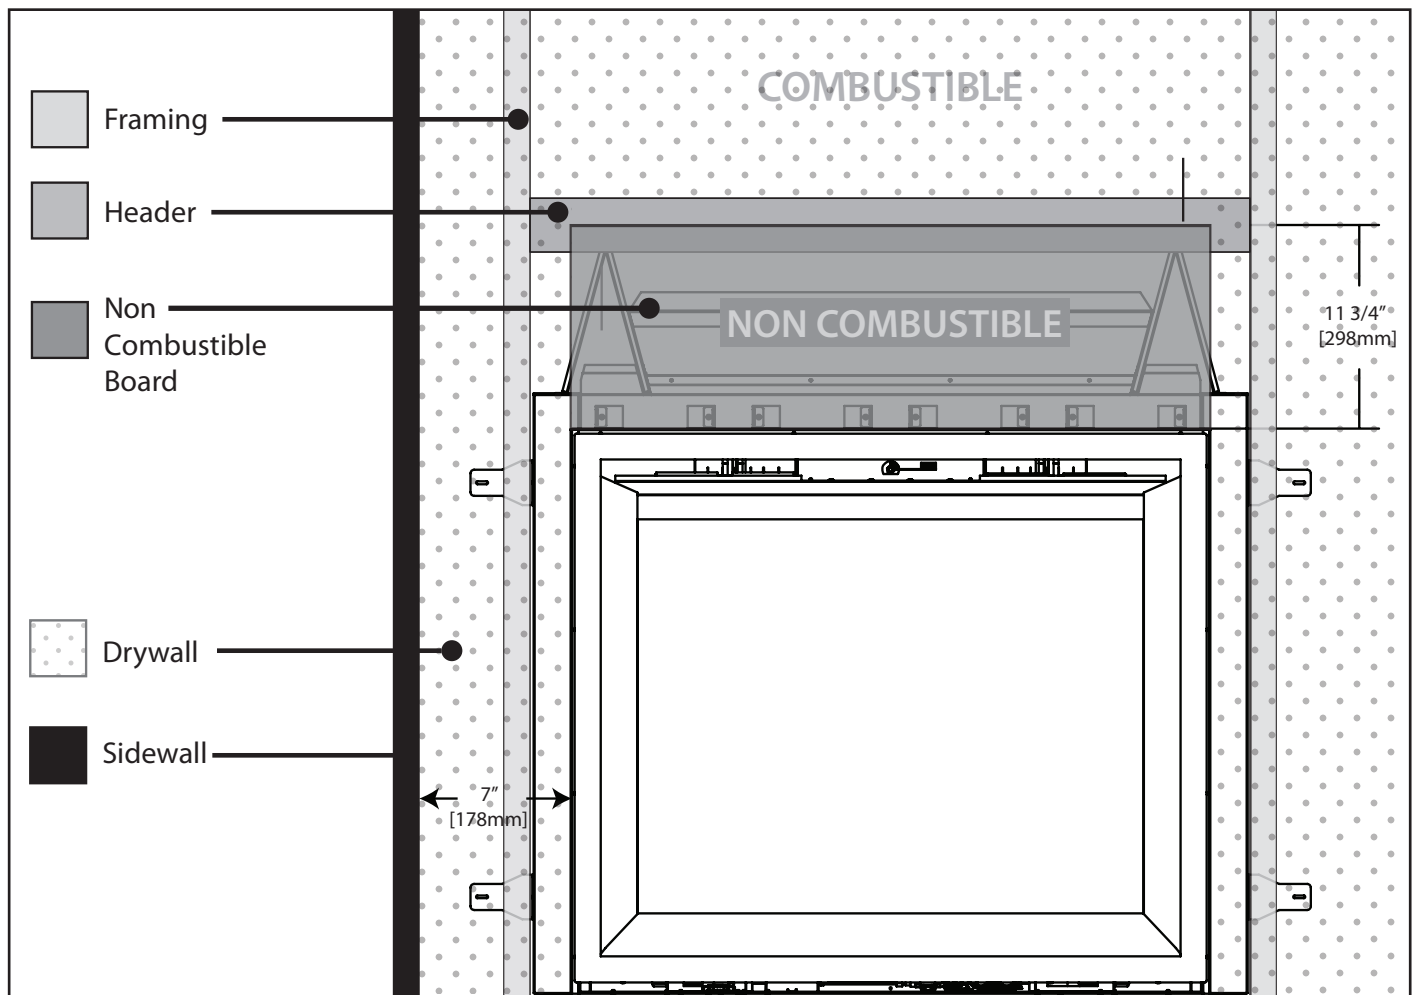 COMBUSTIBLE
Framing
Header
Non
Combustible
Board
NON COMBUSTIBLE
11 3/4"
[298mm]
Drywall
Sidewall
7"
[178mm]